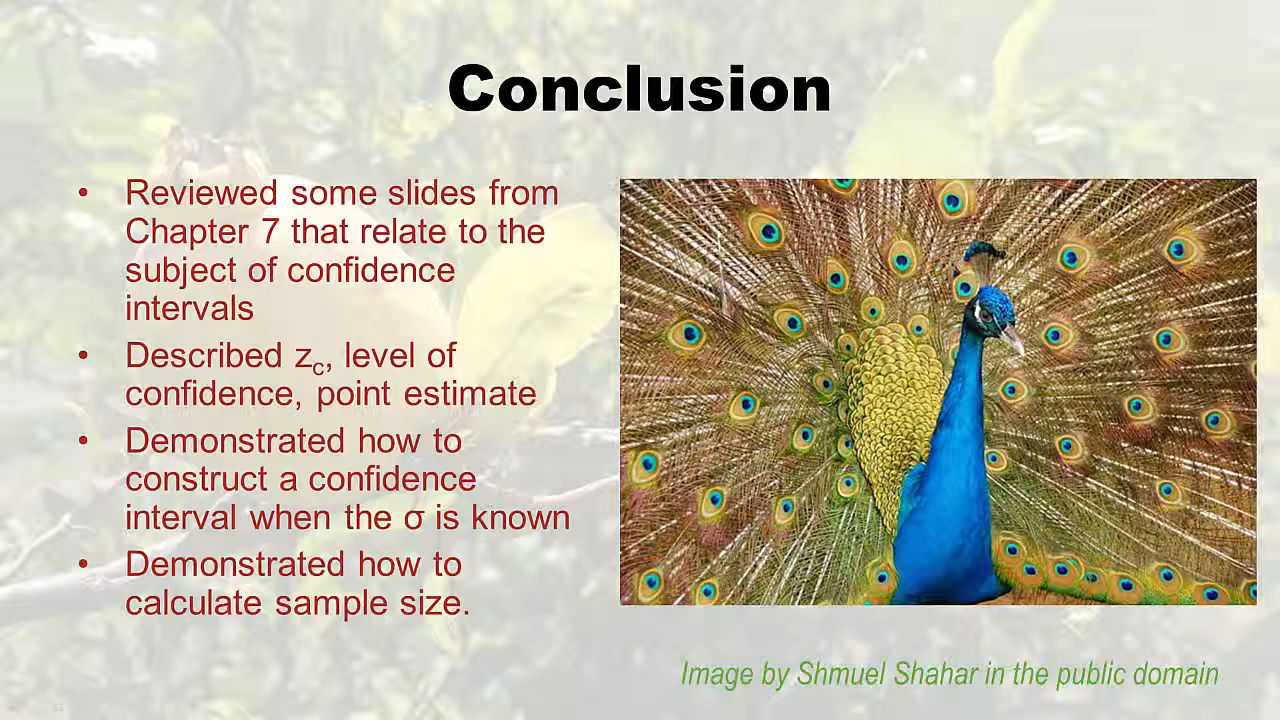 Conclusion
• Reviewed some slides from
Chapter 7 that relate to the
subject of confidence
intervals
• Described zc, level of
confidence, point estimate
• Demonstrated how to
construct a confidence
interval when the σ is known
• Demonstrated how to
calculate sample size.
Image by Shmuel Shahar in the public domain